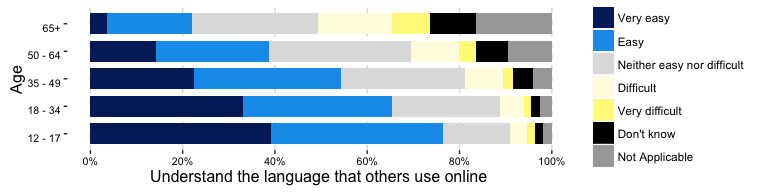 Age
65+
50 - 64
35 - 49
18 - 34
12 - 17
0% 20% 40% 60% 80% 100%
Understand the language that others use online
Very easy
Easy
Neither easy nor difficult
Difficult
Very difficult
Don't know
Not Applicable